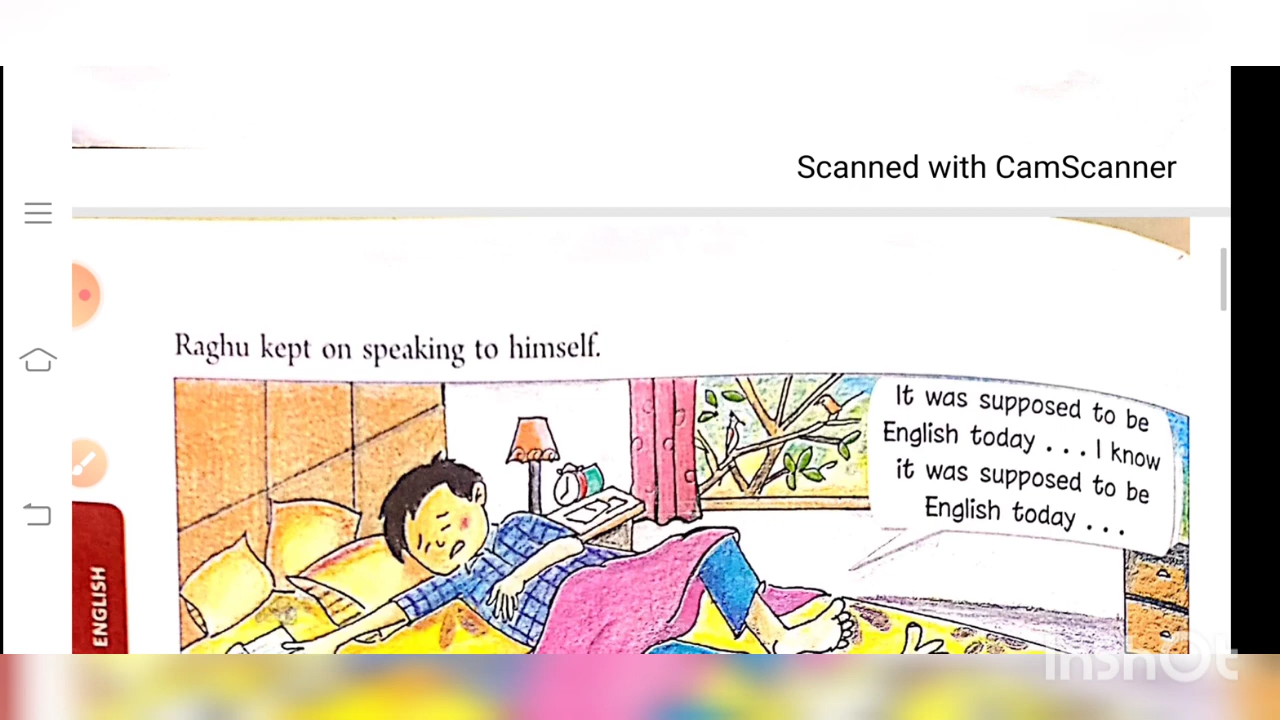 Scanned with CamScanner
Raghu kept on speaking to himself.
It was supposed to be
English today . . . I know
it was supposed to be
English today . . .
ENGLISH
InShOt